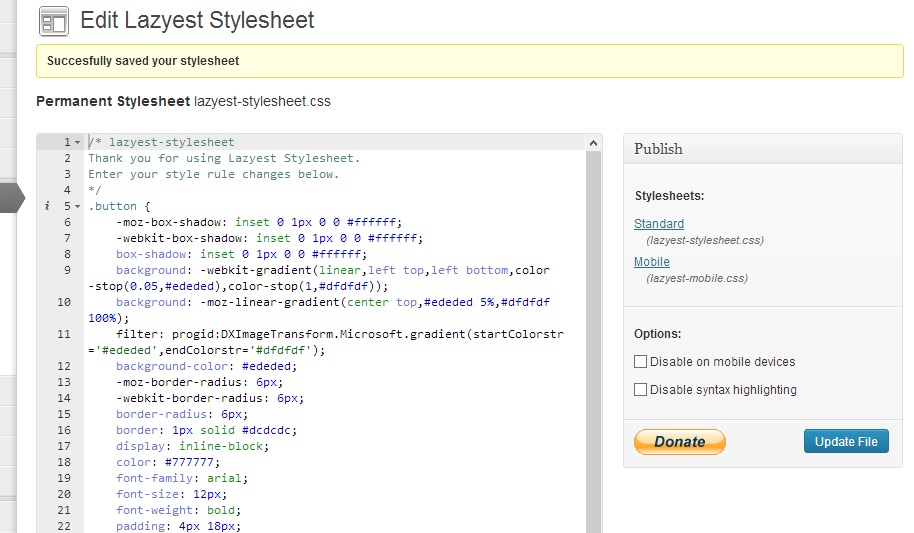 Edit Lazyest Stylesheet
Succesfully saved your stylesheet
Permanent Stylesheet lazyest-stylesheet.css
1 /* lazyest-stylesheet
2 Thank you for using Lazyest Stylesheet.
3 Enter your style rule changes below.
4 */
i 5 .button {
6 -moz-box-shadow: inset 0 1px 0 0 #ffffff;
7 -webkit-box-shadow: inset 0 1px 0 0 #ffffff;
8 box-shadow: inset 0 1px 0 0 #ffffff;
9 background: -webkit-gradient(linear,left top,left bottom,color
-stop(0.05,#ededed),color-stop(1,#dfdfdf));
10 background: -moz-linear-gradient(center top,#ededed 5%,#dfdfdf
100%);
11 filter: progid:DXImageTransform.Microsoft.gradient(startColorstr
='#ededed',endColorstr='#dfdfdf');
12 background-color: #ededed;
13 -moz-border-radius: 6px;
14 -webkit-border-radius: 6px;
15 border-radius: 6px;
16 border: 1px solid #dcdcdc;
17 display: inline-block;
18 color: #777777;
19 font-family: arial;
20 font-size: 12px;
21 font-weight: bold;
22 padding: 4px 18px;
Publish
Stylesheets:
Standard
(lazyest-stylesheet.css)
Mobile
(lazyest-mobile.css)
Options:
Disable on mobile devices
Disable syntax highlighting
Donate
Update File